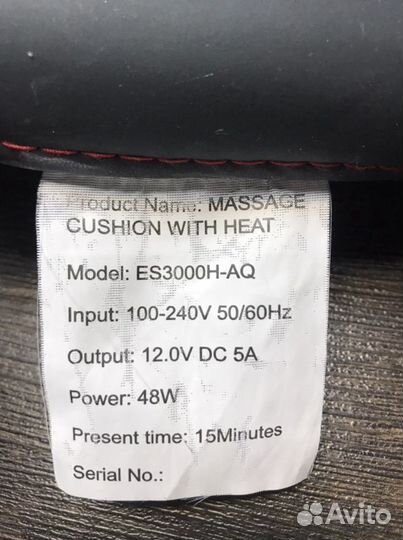 Product Name: MASSAGE
CUSHION WITH HEAT
Model: ES3000H-AQ
Input: 100-240V 50/60Hz
Output: 12.0V DC 5A
Power: 48W
Present time: 15Minutes
Serial No.:
Avito